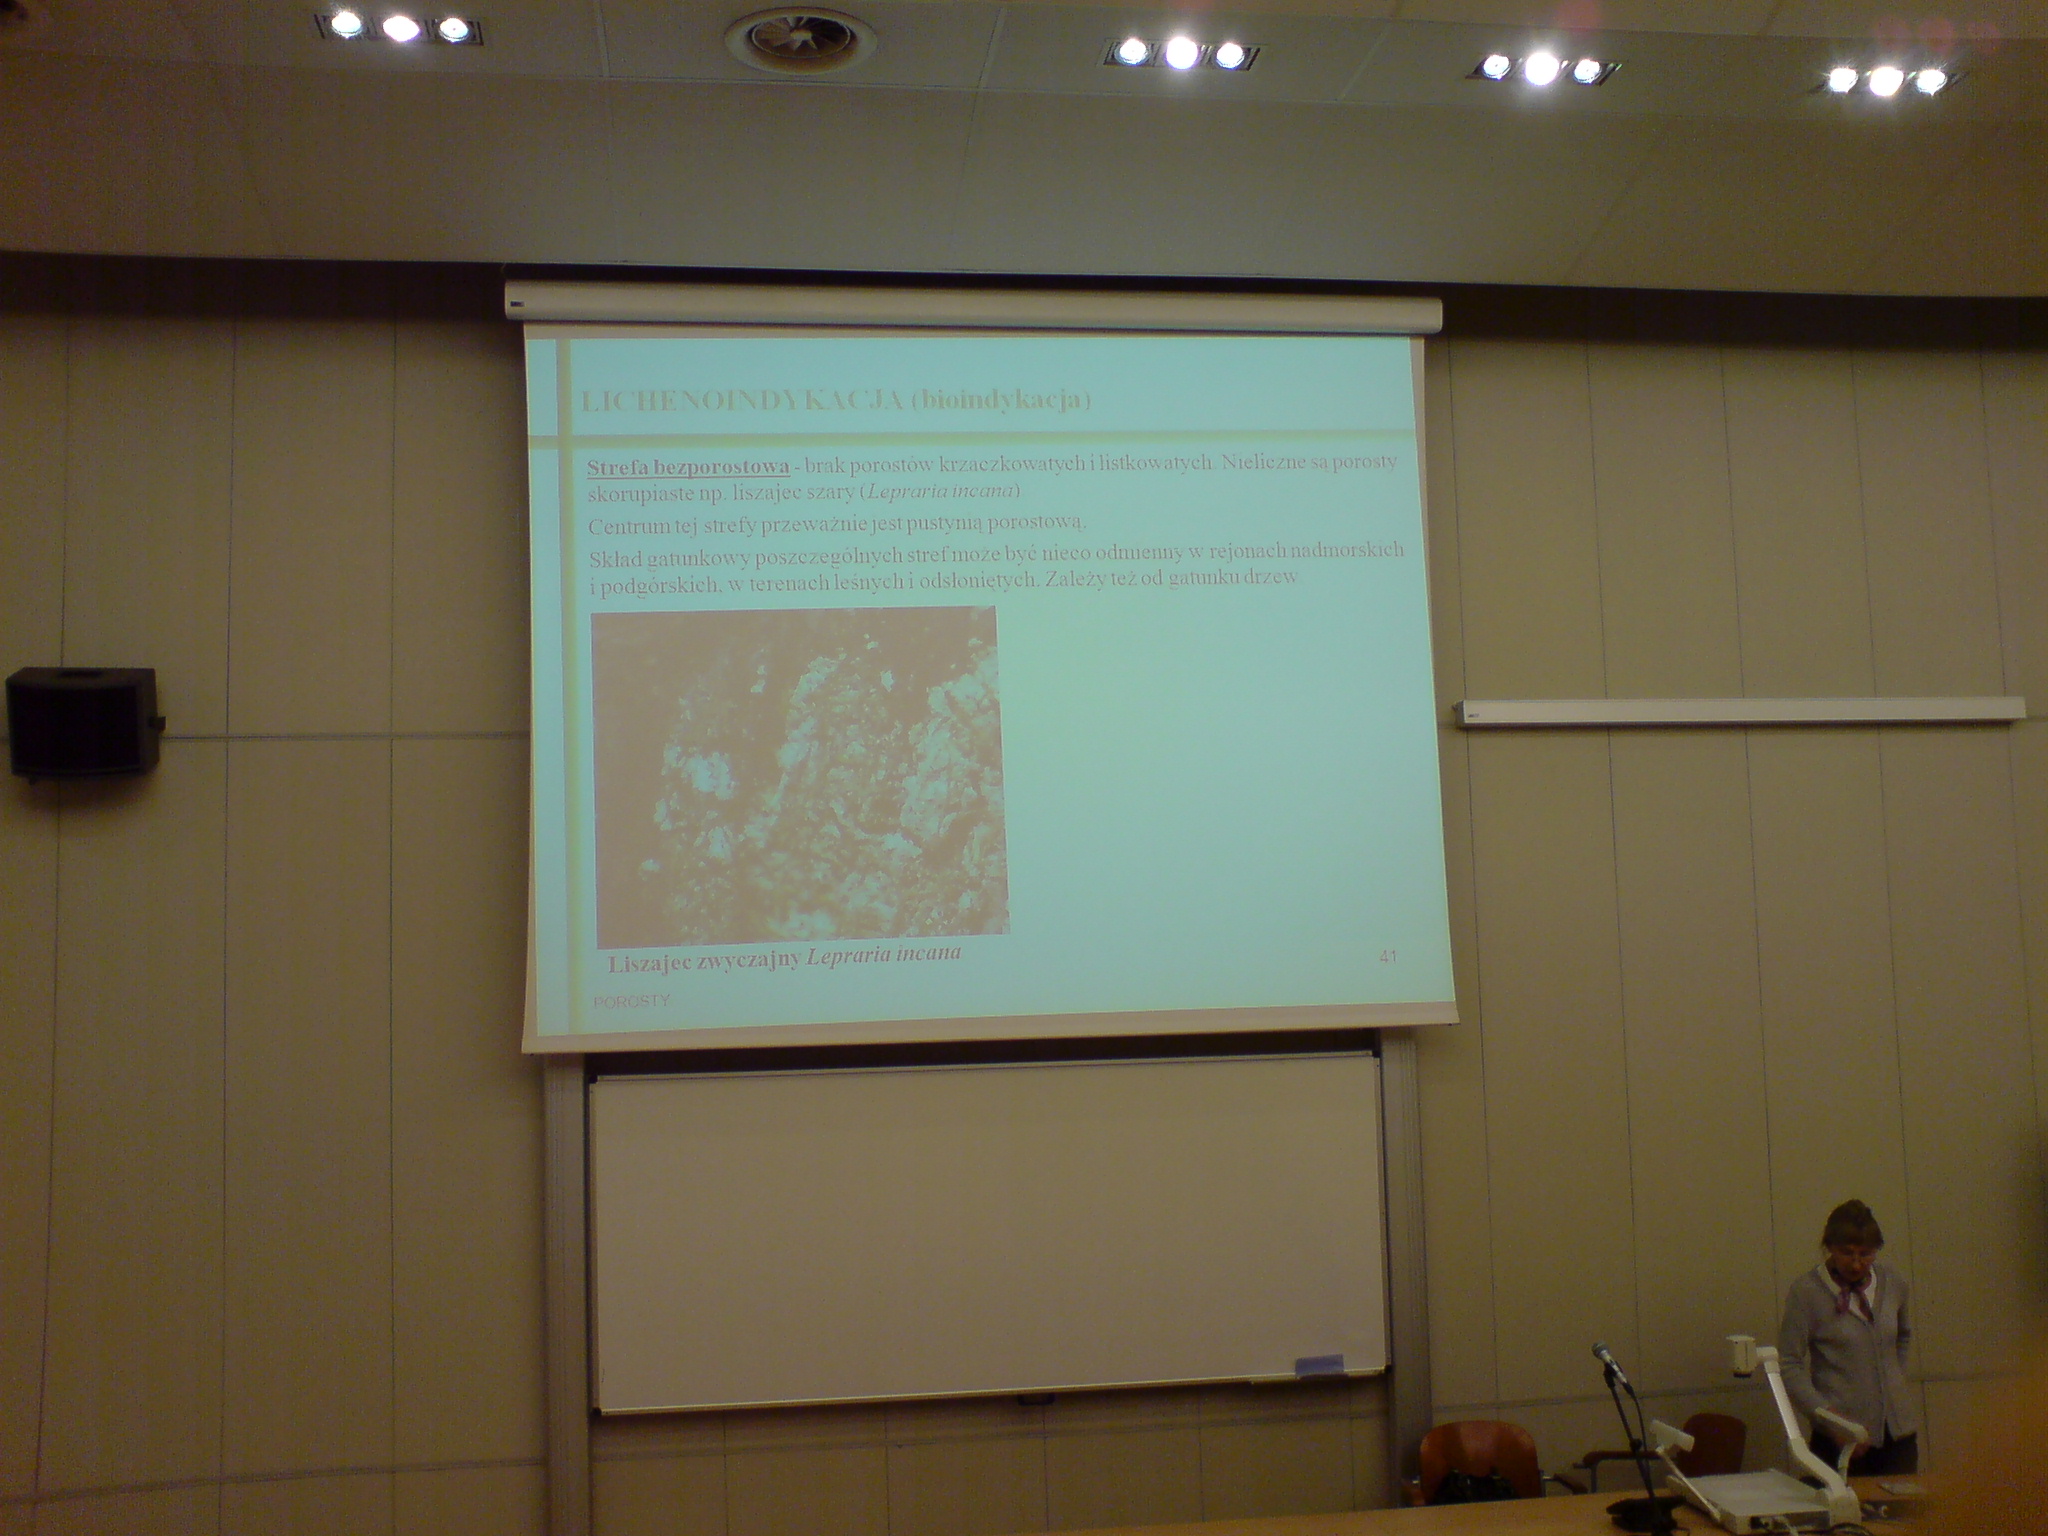 LICHENOINDYKACJA (bioindykacja)
Strefa bezporostowa - brak porostów krzaczkowatych i listkowatych. Nieliczne są porosty
skorupiaste np. liszajec szary (Lepraria incana)
Centrum tej strefy przeważnie jest pustynią porostową.
Skład gatunkowy poszczególnych stref może być nieco odmienny w rejonach nadmorskich
i podgórskich, w terenach leśnych i odsłoniętych. Zależy też od gatunku drzew
Liszajec zwyczajny Lepraria incana
41
POROSTY